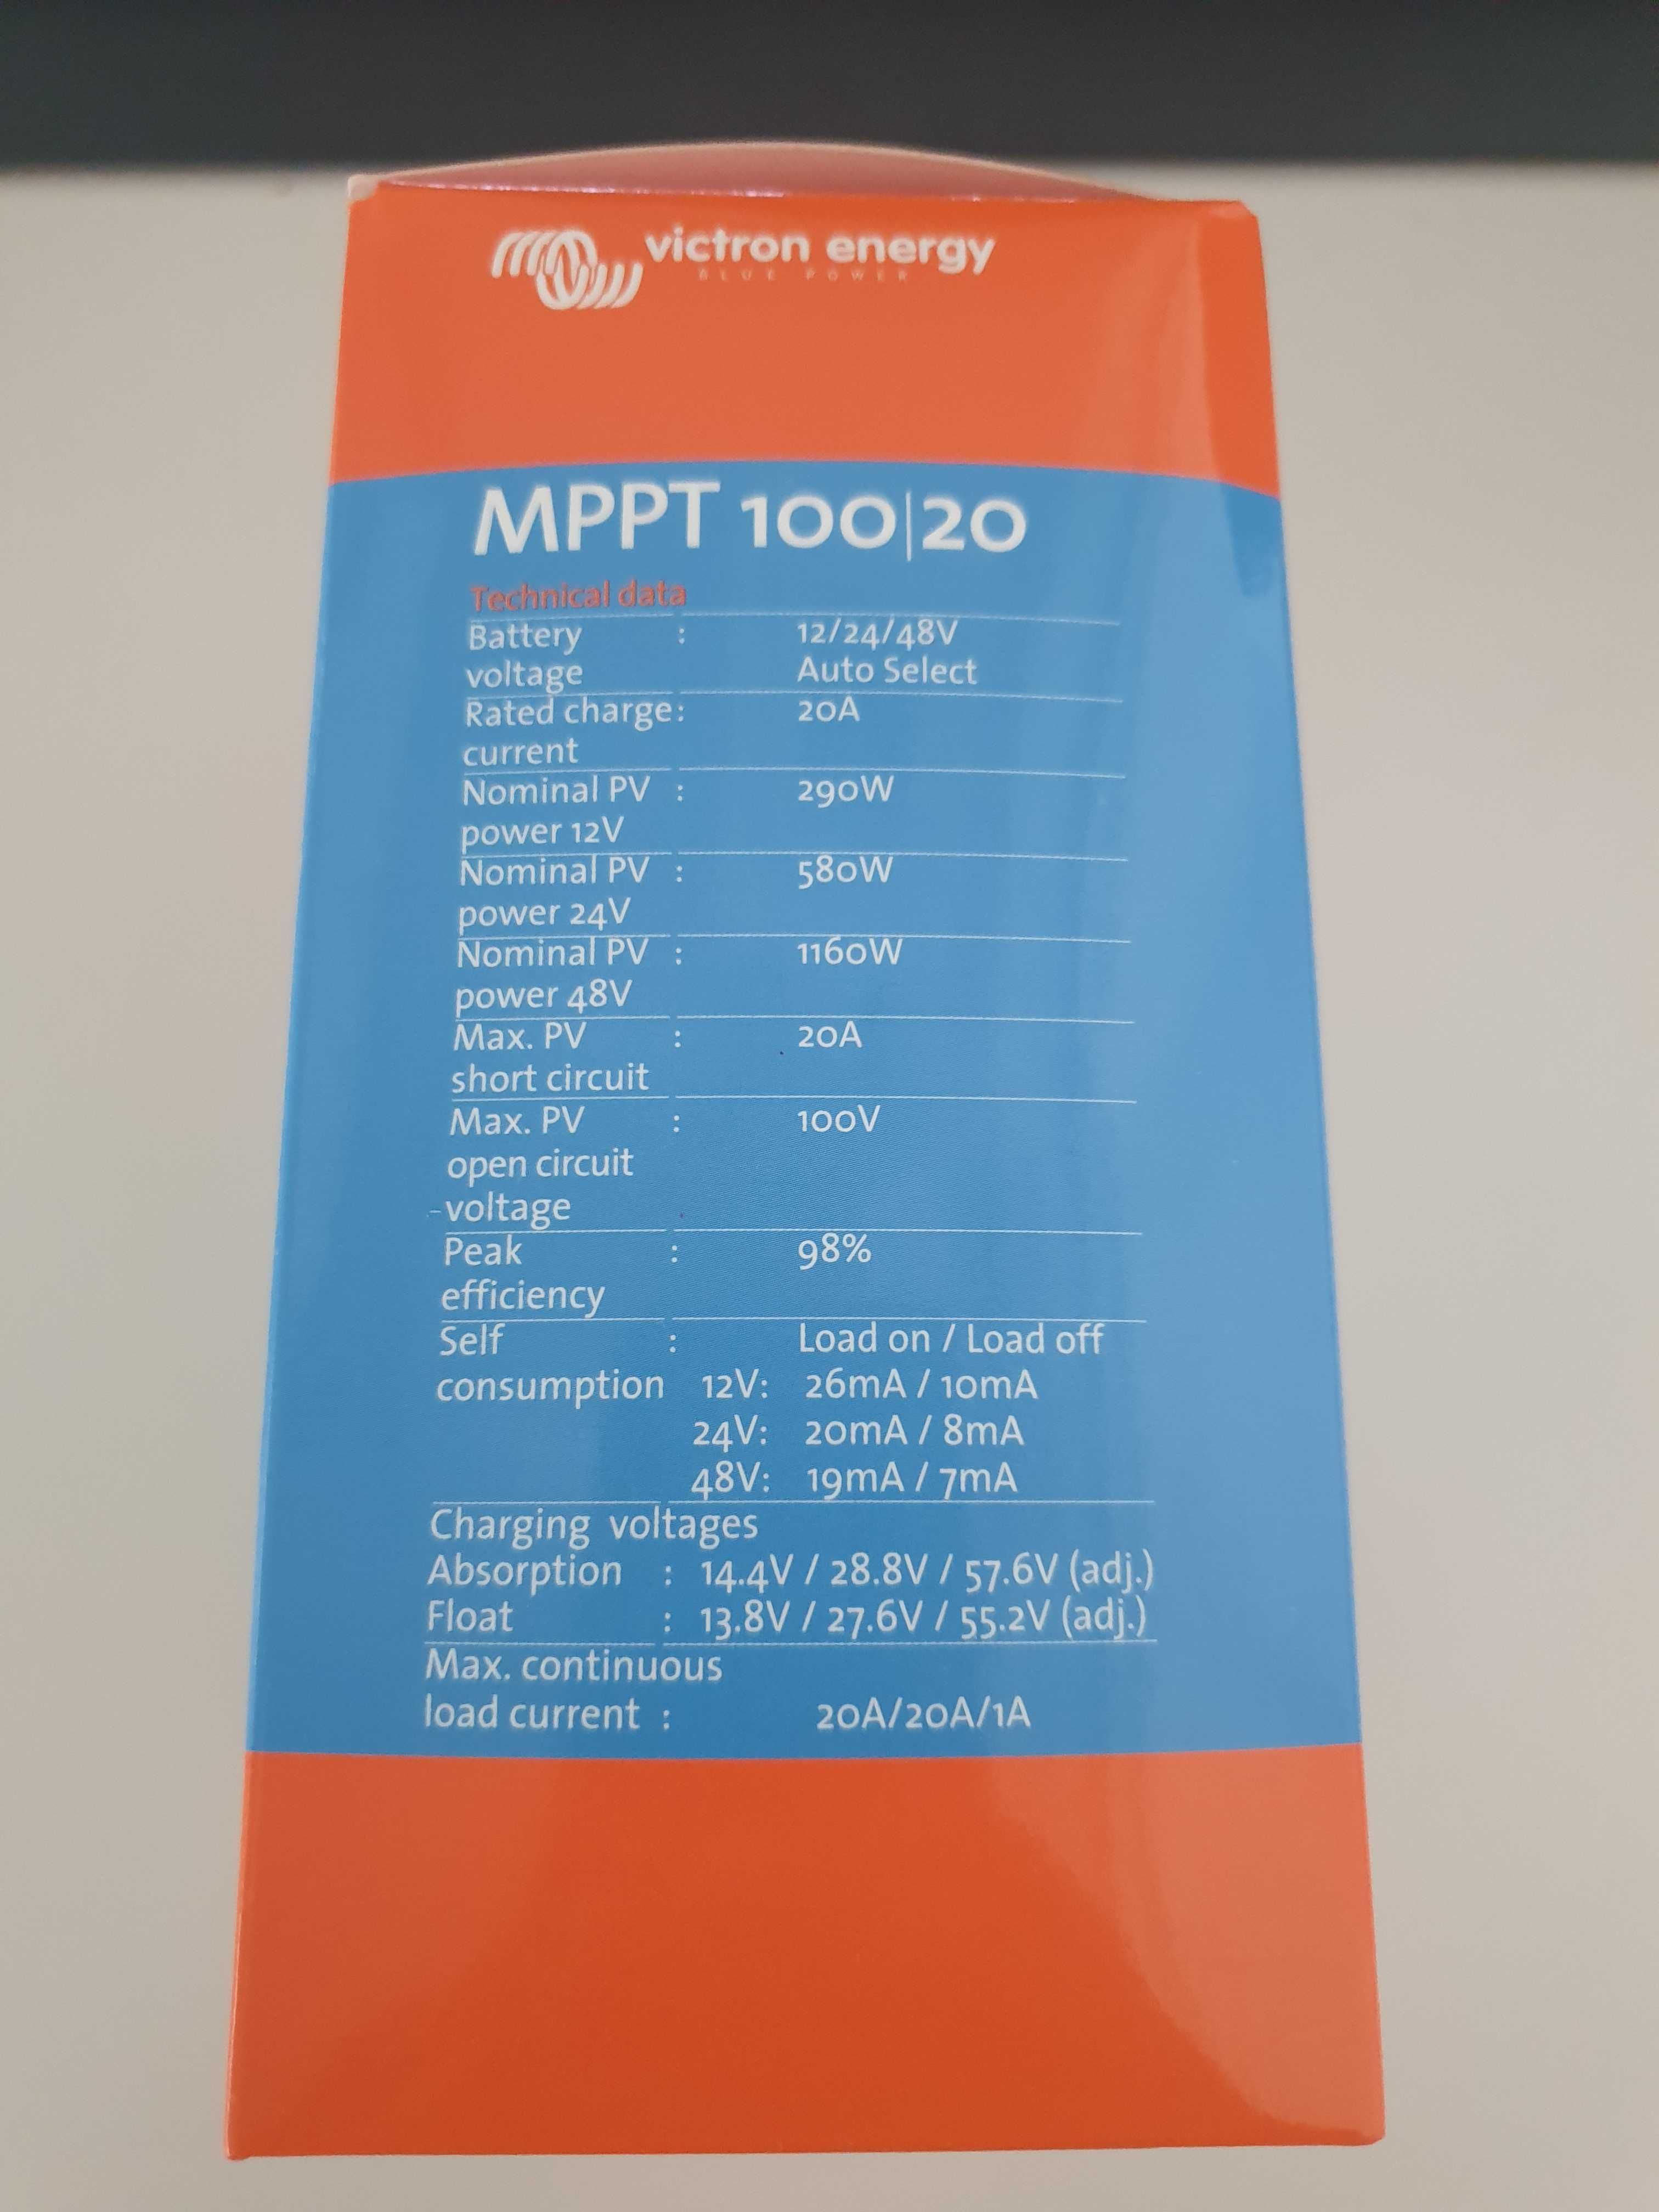 victron energy
BLUE POWER
MPPT 100|20
Technical data
Battery : 12/24/48V
voltage Auto Select
Rated charge: 20A
current
Nominal PV : 290W
power 12V
Nominal PV : 580W
power 24V
Nominal PV : 1160W
power 48V
Max. PV : 20A
short circuit
Max. PV : 100V
open circuit
-voltage
Peak : 98%
efficiency
Self : Load on / Load off
consumption 12V: 26mA / 10mA
24V: 20mA / 8mA
48V: 19mA / 7mA
Charging voltages
Absorption : 14.4V / 28.8V / 57.6V (adj.)
Float : 13.8V / 27.6V / 55.2V (adj.)
Max. continuous
load current : 20A/20A/1A